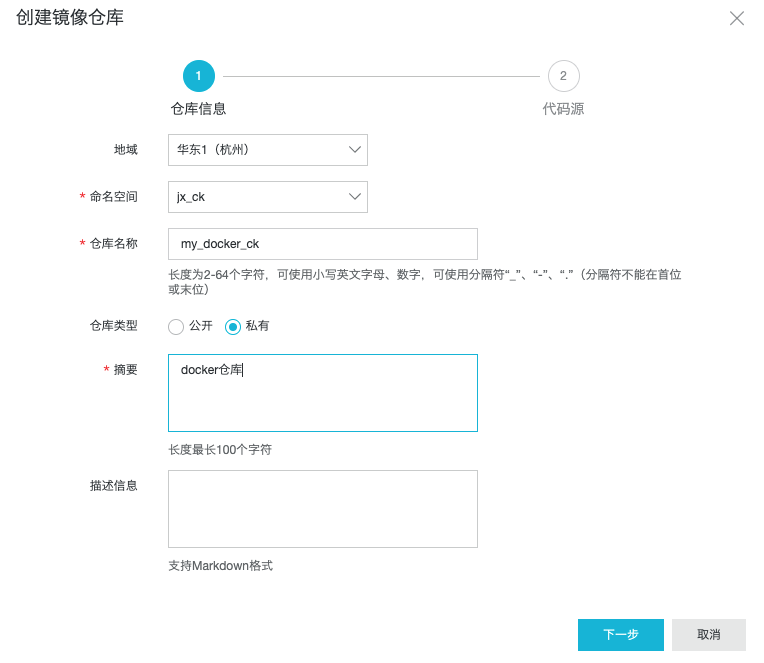 创建镜像仓库
1
2
仓库信息
代码源
地域
华东1（杭州）
* 命名空间
jx_ck
* 仓库名称
my_docker_ck
长度为2-64个字符，可使用小写英文字母、数字，可使用分隔符“_”、“-”、“.”（分隔符不能在首位
或末位）
仓库类型
公开
私有
* 摘要
docker仓库
长度最长100个字符
描述信息
支持Markdown格式
下一步
取消